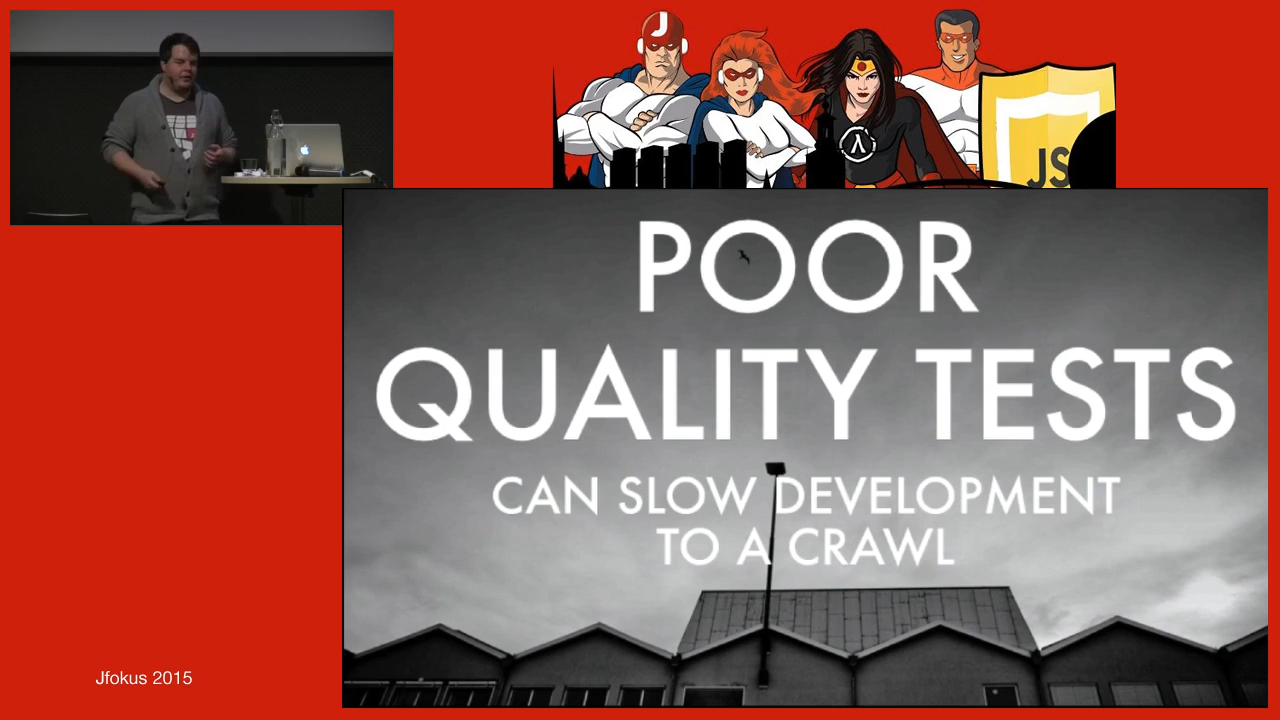 J
λ
JS
POOR
QUALITY TESTS
CAN SLOW DEVELOPMENT
TO A CRAWL
Jfokus 2015